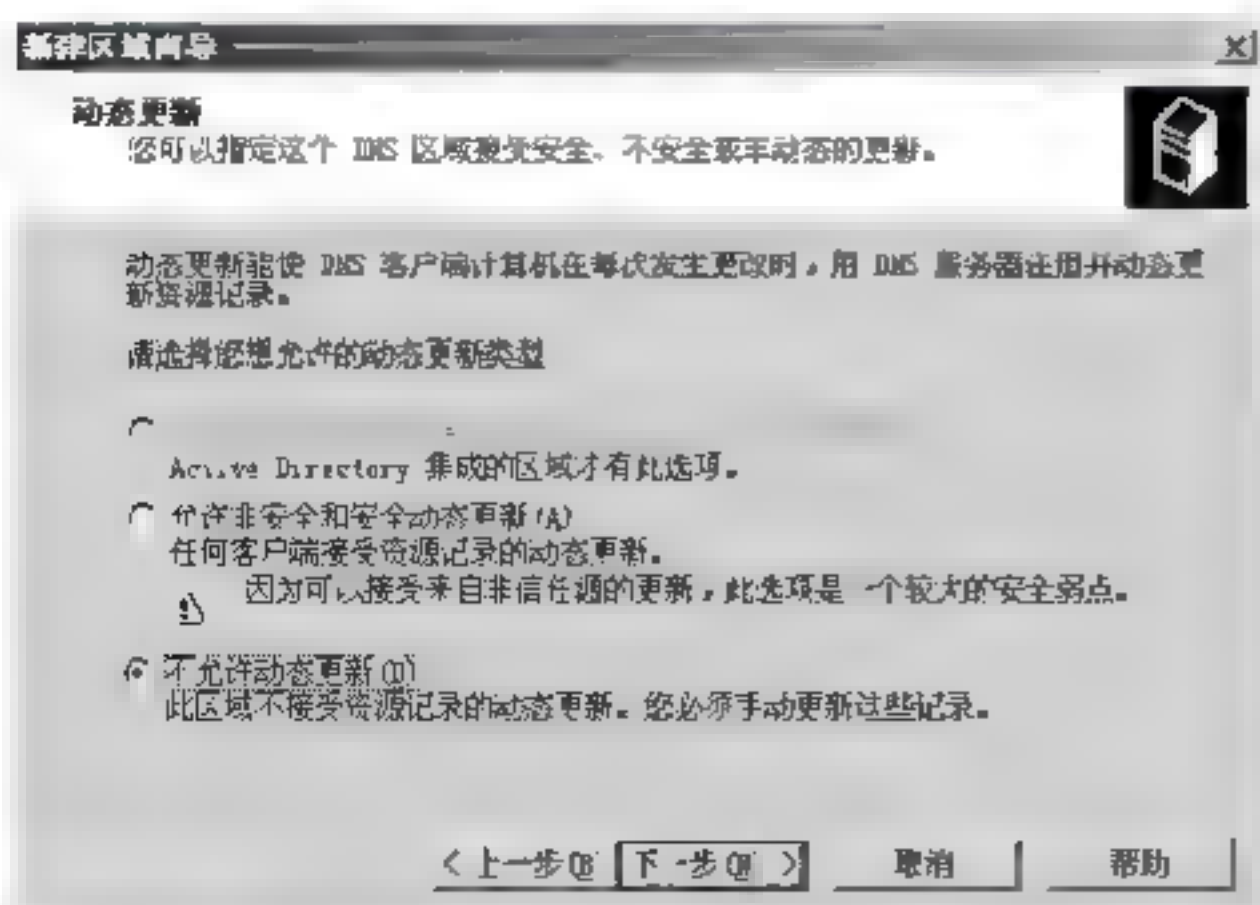 新建区域向导
动态更新
您可以指定这个 DNS 区域接受安全、不安全或非动态的更新。
动态更新能使 DNS 客户端计算机在每次发生更改时，用 DNS 服务器注册并动态更
新资源记录。
请选择您想允许的动态更新类型
Active Directory 集成的区域才有此选项。
允许非安全和安全动态更新(A)
任何客户端接受资源记录的动态更新。
因为可以接受来自非信任源的更新，此选项是一个较大的安全弱点。
不允许动态更新(D)
此区域不接受资源记录的动态更新。您必须手动更新这些记录。
< 上一步(B) 下一步(N) > 取消 帮助